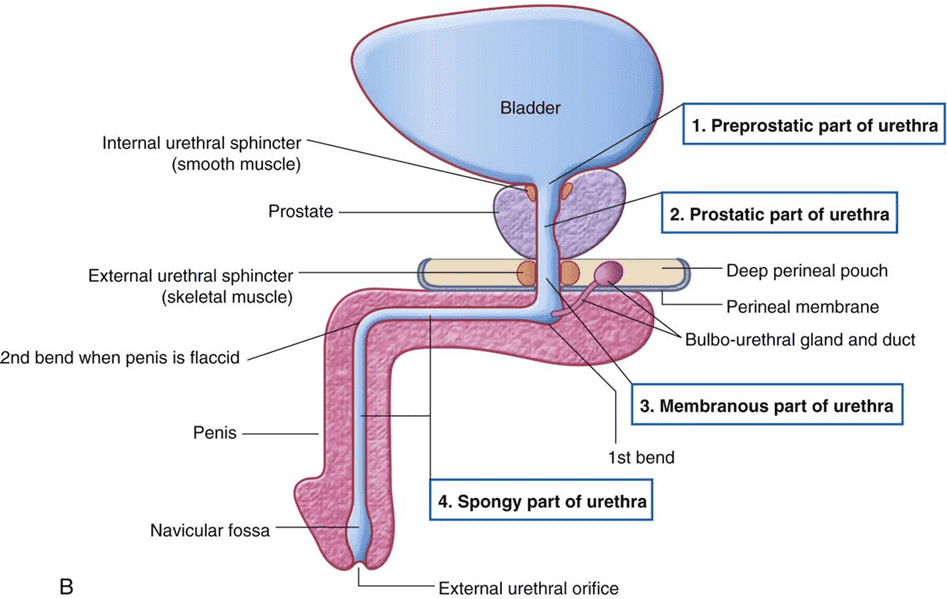 Bladder
1. Preprostatic part of urethra
Internal urethral sphincter
(smooth muscle)
Prostate
2. Prostatic part of urethra
External urethral sphincter
(skeletal muscle)
Deep perineal pouch
Perineal membrane
Bulbo-urethral gland and duct
2nd bend when penis is flaccid
3. Membranous part of urethra
Penis
1st bend
4. Spongy part of urethra
Navicular fossa
External urethral orifice
B